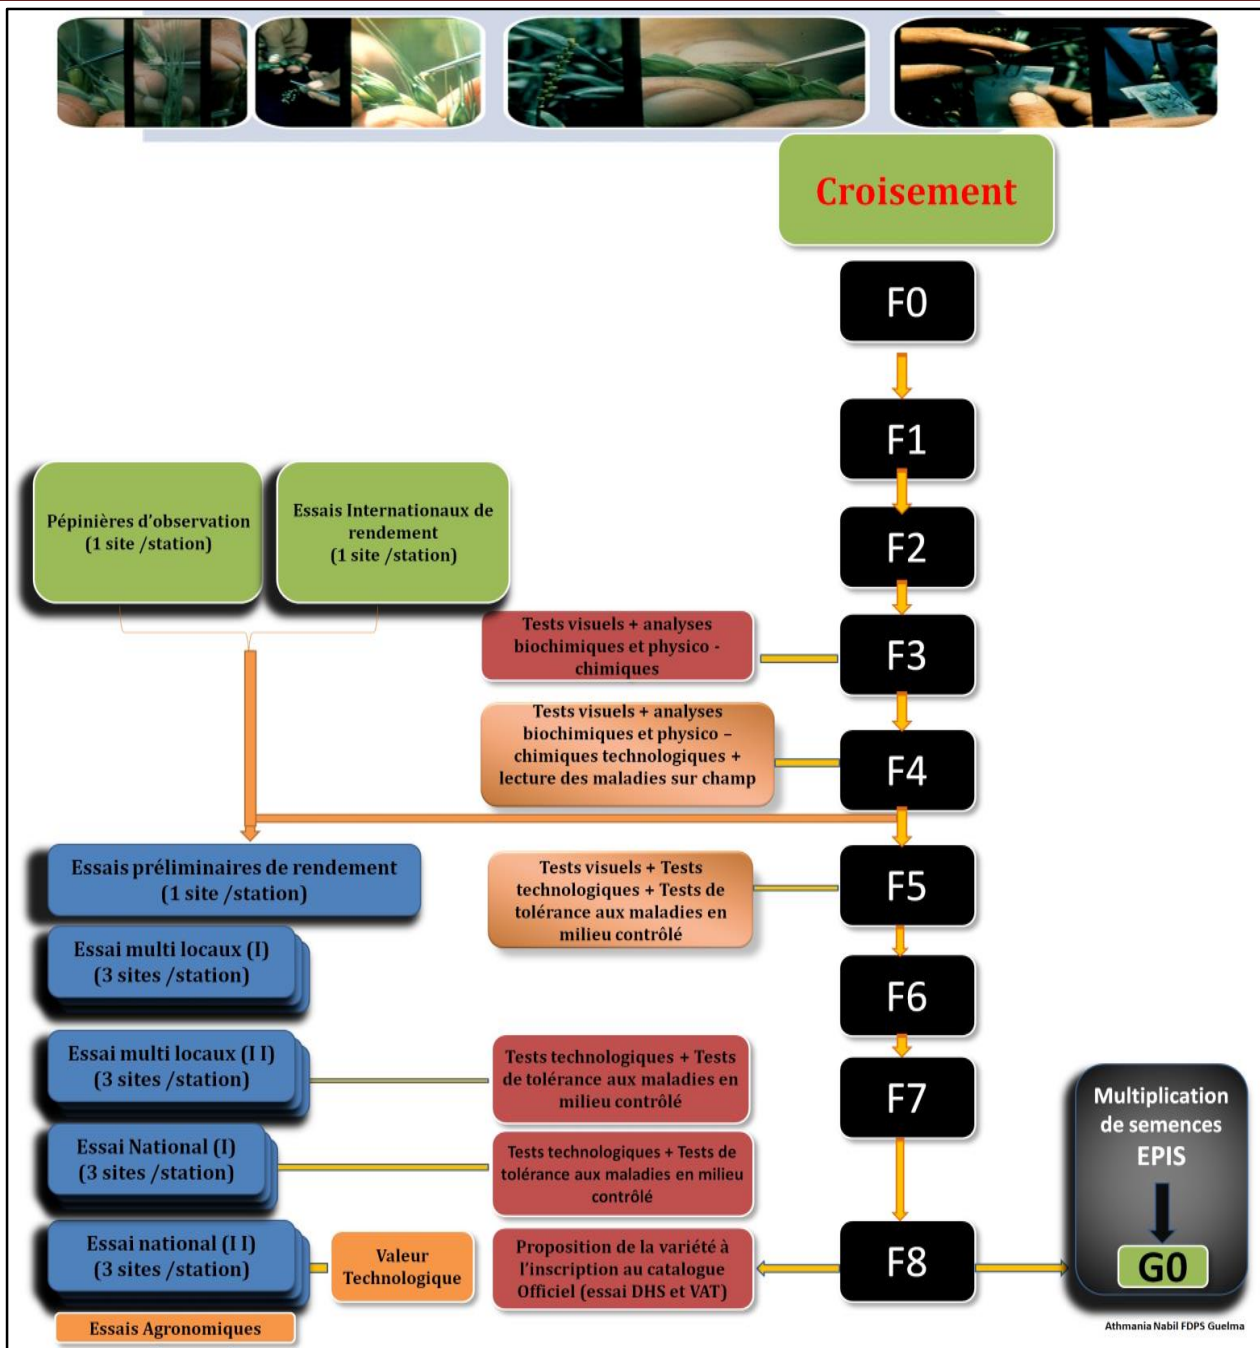 Croisement
F0
F1
F2
F3
F4
F5
F6
F7
F8
Pépinières d'observation
(1 site /station)
Essais Internationaux de
rendement
(1 site /station)
Tests visuels + analyses
biochimiques et physico -
chimiques
Tests visuels + analyses
biochimiques et physico –
chimiques technologiques +
lecture des maladies sur champ
Essais préliminaires de rendement
(1 site /station)
Tests visuels + Tests
technologiques + Tests de
tolérance aux maladies en
milieu contrôlé
Essai multi locaux (I)
(3 sites /station)
Essai multi locaux (I I)
(3 sites /station)
Tests technologiques + Tests
de tolérance aux maladies en
milieu contrôlé
Essai National (I)
(3 sites /station)
Tests technologiques + Tests de
tolérance aux maladies en milieu
contrôlé
Essai national (I I)
(3 sites /station)
Valeur
Technologique
Proposition de la variété à
l'inscription au catalogue
Officiel (essai DHS et VAT)
Essais Agronomiques
Multiplication
de semences
EPIS
G0
Athmania Nabil FDPS Guelma